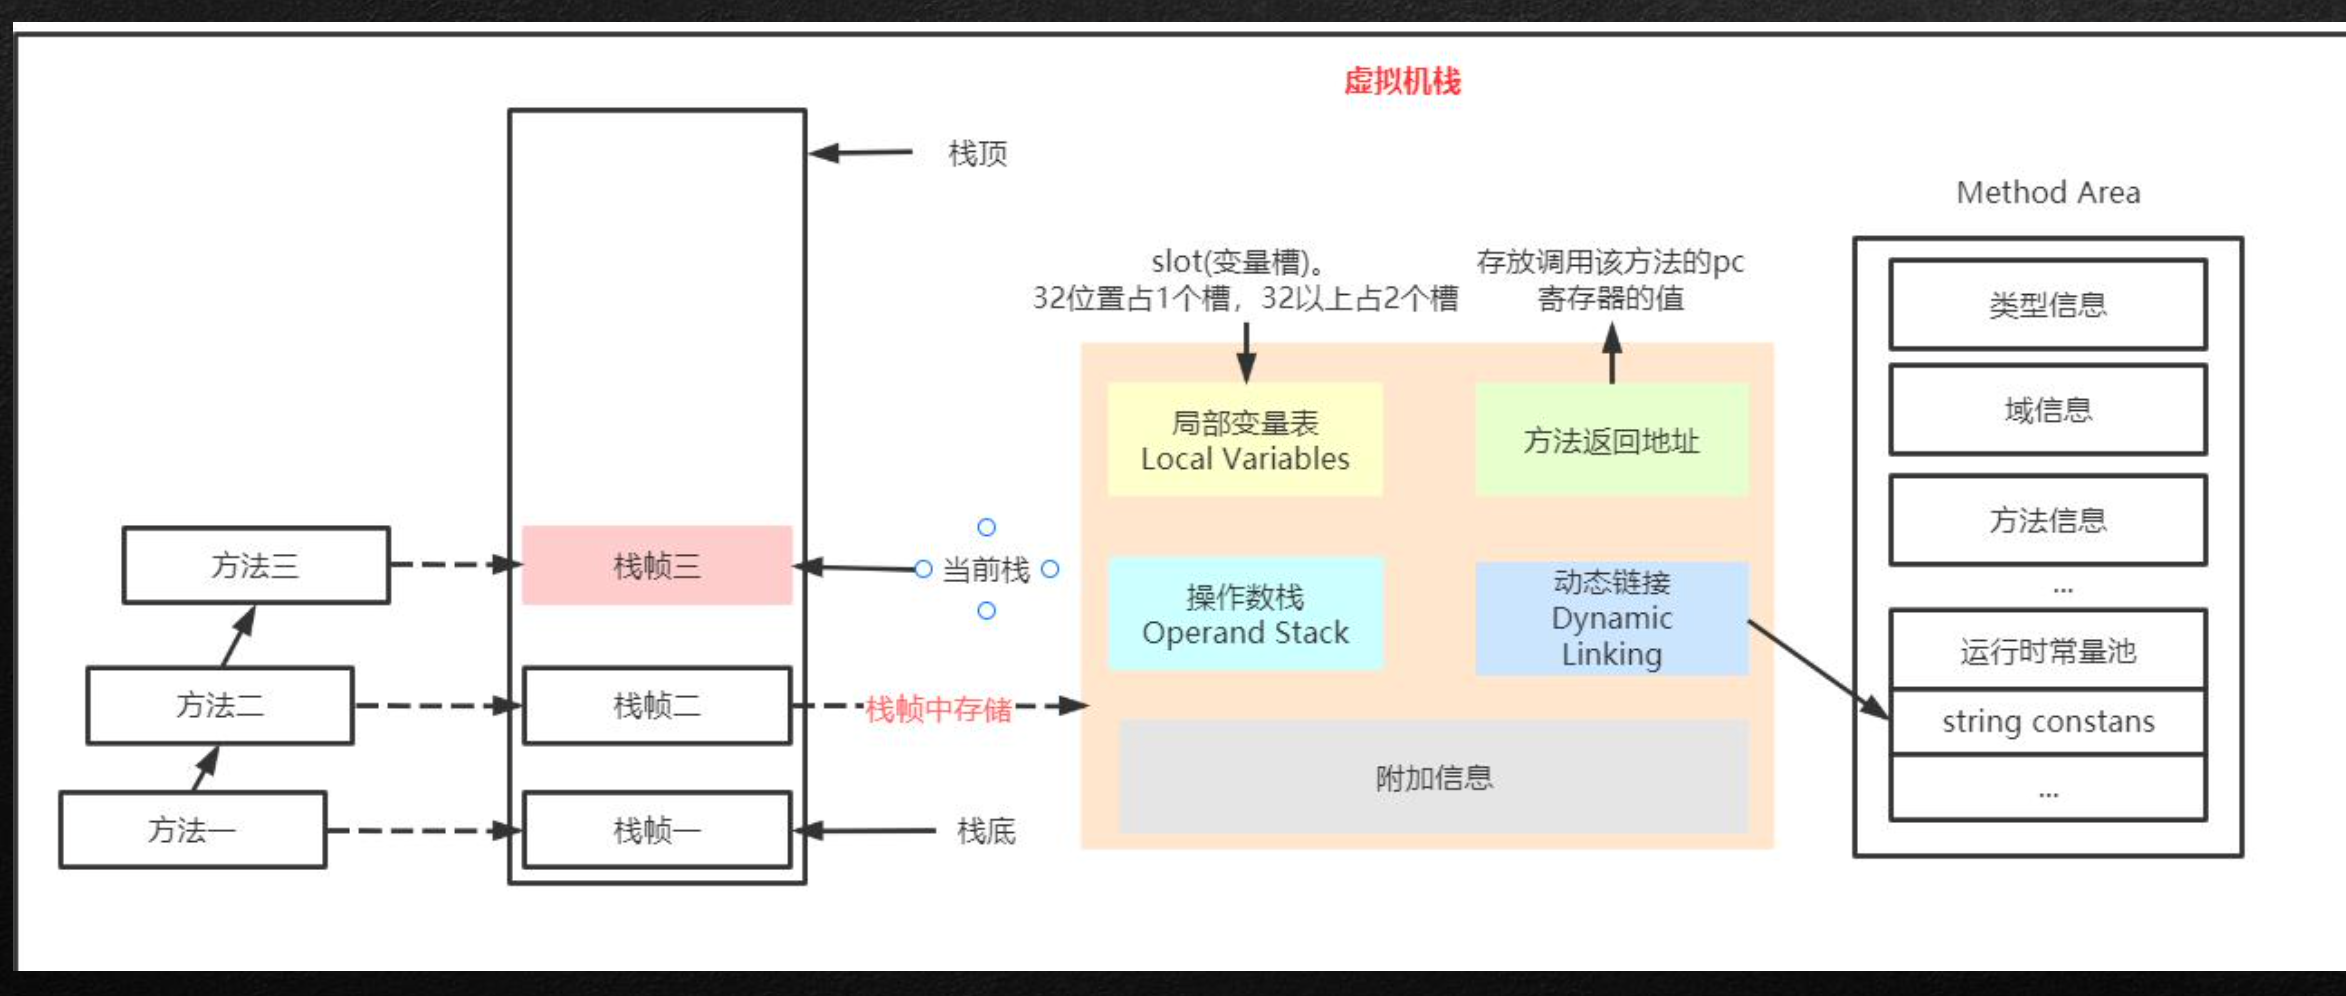 虚拟机栈
栈顶
Method Area
slot(变量槽)。
32位置占1个槽，32以上占2个槽
存放调用该方法的pc
寄存器的值
类型信息
局部变量表
Local Variables
方法返回地址
域信息
方法信息
...
方法三
栈帧三
当前栈
操作数栈
Operand Stack
动态链接
Dynamic
Linking
运行时常量池
方法二
栈帧二
栈帧中存储
string constans
附加信息
...
方法一
栈帧一
栈底